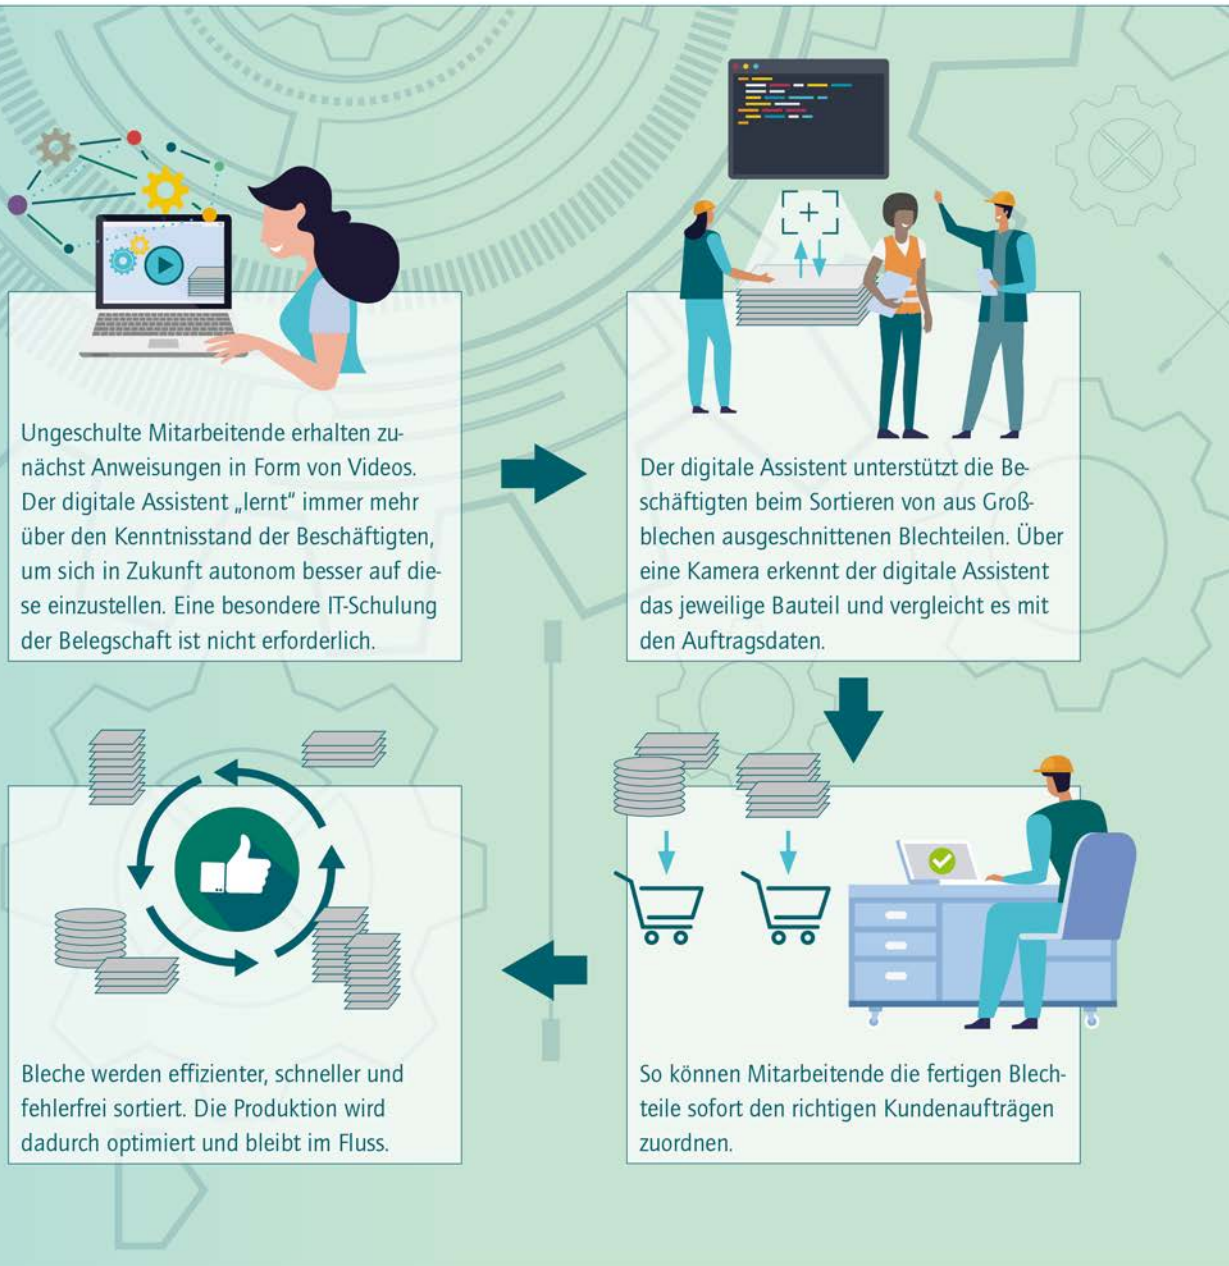 Ungeschulte Mitarbeitende erhalten zu-
nächst Anweisungen in Form von Videos.
Der digitale Assistent „lernt“ immer mehr
über den Kenntnisstand der Beschäftigten,
um sich in Zukunft autonom besser auf die-
se einzustellen. Eine besondere IT-Schulung
der Belegschaft ist nicht erforderlich.
Der digitale Assistent unterstützt die Be-
schäftigten beim Sortieren von aus Groß-
blechen ausgeschnittenen Blechteilen. Über
eine Kamera erkennt der digitale Assistent
das jeweilige Bauteil und vergleicht es mit
den Auftragsdaten.
So können Mitarbeitende die fertigen Blech-
teile sofort den richtigen Kundenaufträgen
zuordnen.
Bleche werden effizienter, schneller und
fehlerfrei sortiert. Die Produktion wird
dadurch optimiert und bleibt im Fluss.